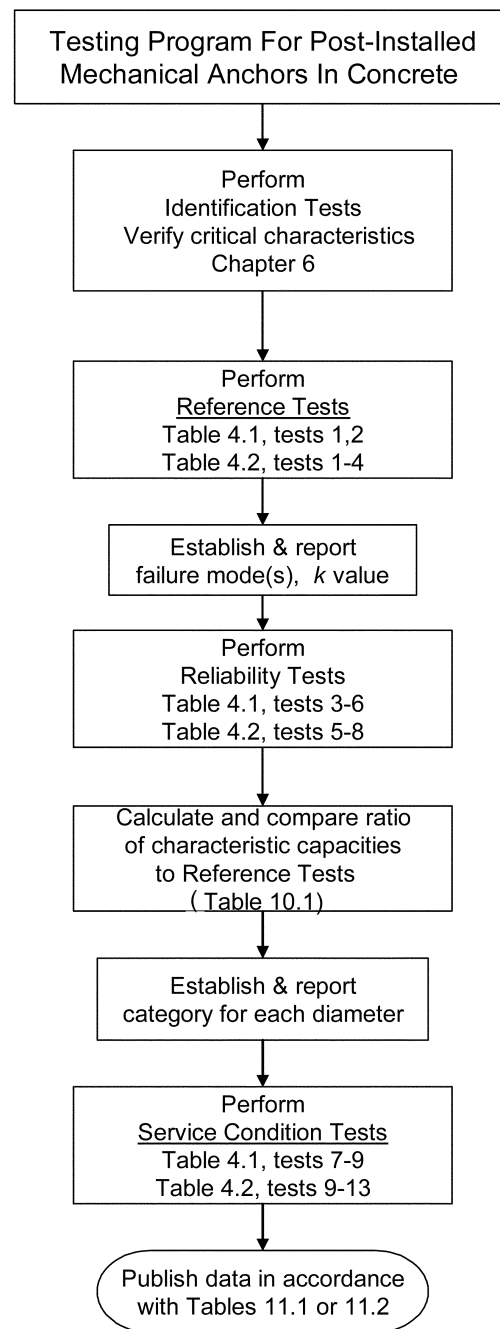 Testing Program For Post-Installed
Mechanical Anchors In Concrete
Perform
Identification Tests
Verify critical characteristics
Chapter 6
Perform
Reference Tests
Table 4.1, tests 1,2
Table 4.2, tests 1-4
Establish & report
failure mode(s), k value
Perform
Reliability Tests
Table 4.1, tests 3-6
Table 4.2, tests 5-8
Calculate and compare ratio
of characteristic capacities
to Reference Tests
( Table 10.1)
Establish & report
category for each diameter
Perform
Service Condition Tests
Table 4.1, tests 7-9
Table 4.2, tests 9-13
Publish data in accordance
with Tables 11.1 or 11.2